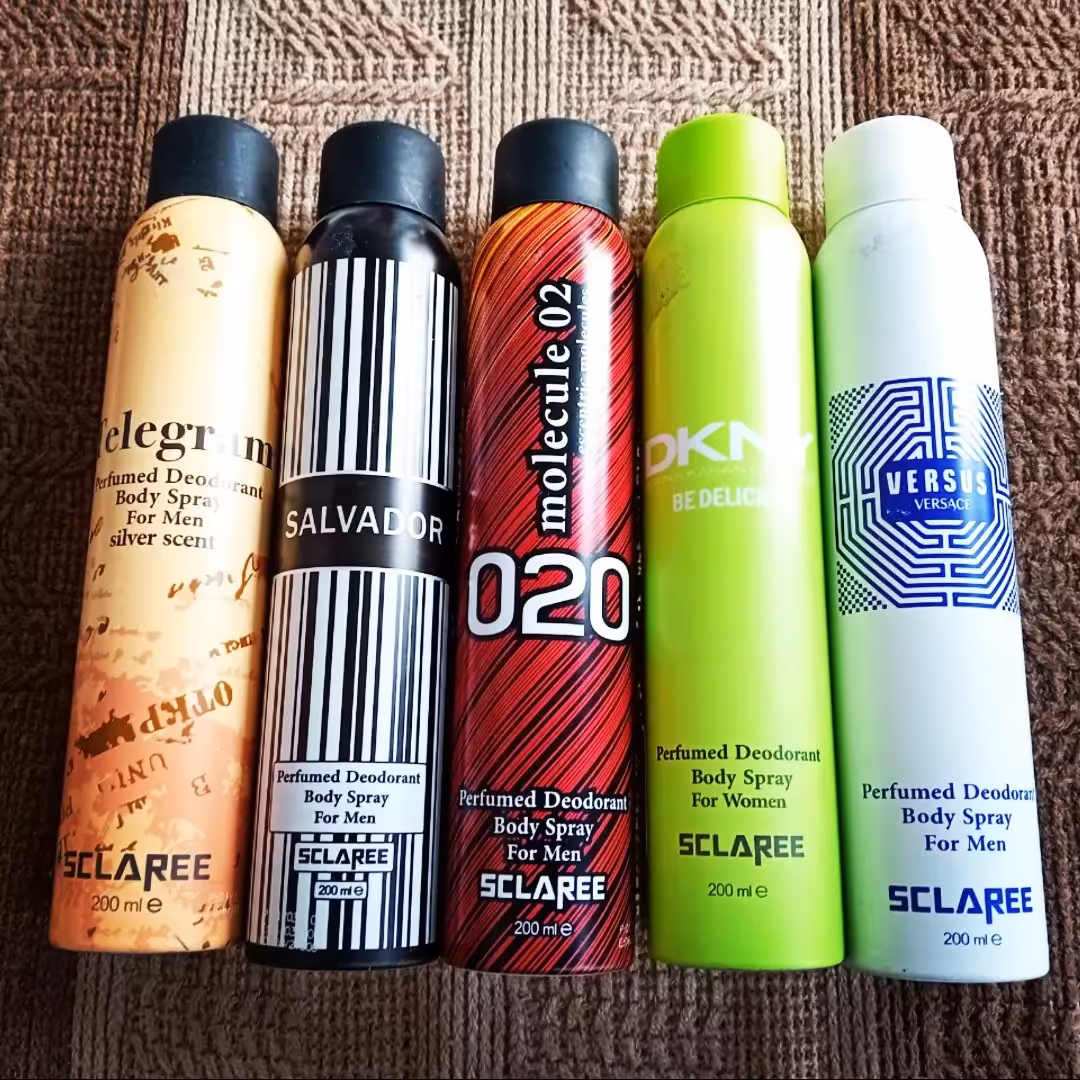 Telegram
Perfumed Deodorant
Body Spray
For Men
silver scent
ОТКР
SCLAREE
200 ml e
SALVADOR
Perfumed Deodorant
Body Spray
For Men
SCLAREE
200 ml e
molecule 02
escentric molecules
020
Perfumed Deodorant
Body Spray
For Men
SCLAREE
200 ml e
DKNY
BE DELICI
Perfumed Deodorant
Body Spray
For Women
SCLAREE
200 ml e
VERSUS
VERSACE
Perfumed Deodorant
Body Spray
For Men
SCLAREE
200 ml e